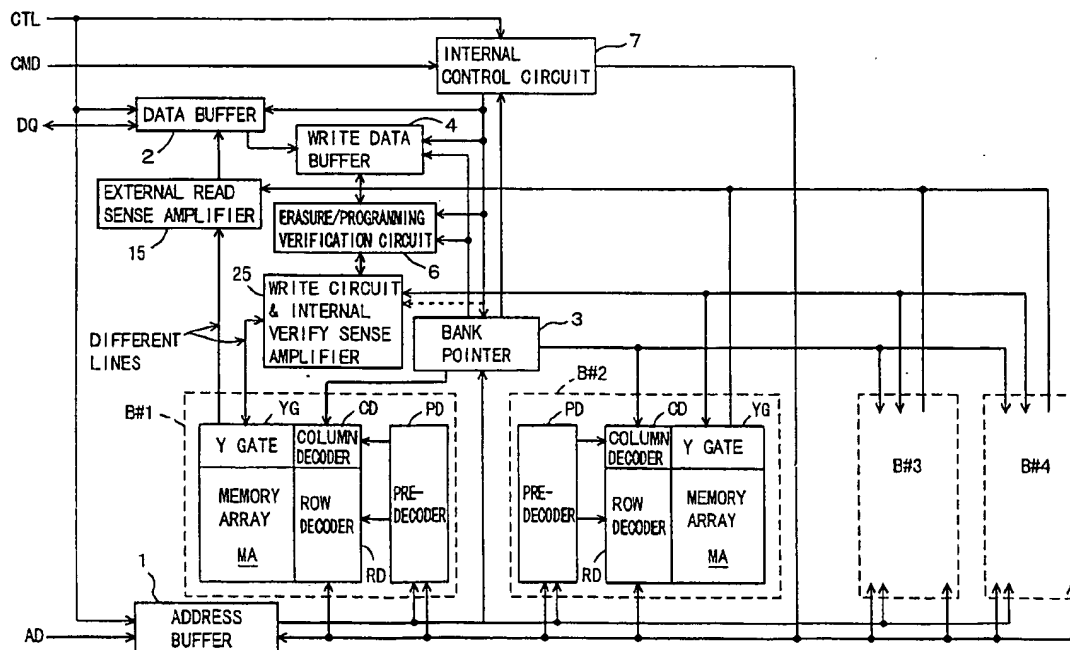 CTL
7
INTERNAL
CONTROL CIRCUIT
CMD
DATA BUFFER
DQ
2
4
WRITE DATA
BUFFER
EXTERNAL READ
SENSE AMPLIFIER
15
ERASURE/PROGRAMMING
VERIFICATION CIRCUIT
6
25
WRITE CIRCUIT
& INTERNAL
VERIFY SENSE
AMPLIFIER
DIFFERENT
LINES
3
BANK
POINTER
B#1
YG
CD
PD
Y GATE
COLUMN
DECODER
MEMORY
ARRAY
MA
ROW DECODER
PRE-
DECODER
RD
B#2
PD
CD
YG
PRE-
DECODER
COLUMN
DECODER
Y GATE
ROW DECODER
MEMORY
ARRAY
MA
RD
B#3
B#4
1
ADDRESS
BUFFER
AD